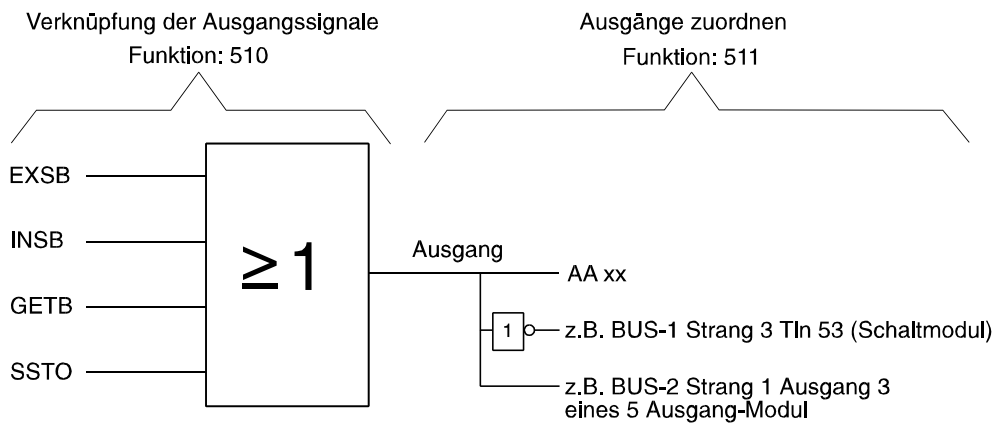 Verknüpfung der Ausgangssignale
Funktion: 510
Ausgänge zuordnen
Funktion: 511
EXSB
INSB
GETB
SSTO
≥ 1
Ausgang
AA xx
1
z.B. BUS-1 Strang 3 Tln 53 (Schaltmodul)
z.B. BUS-2 Strang 1 Ausgang 3
eines 5 Ausgang-Modul